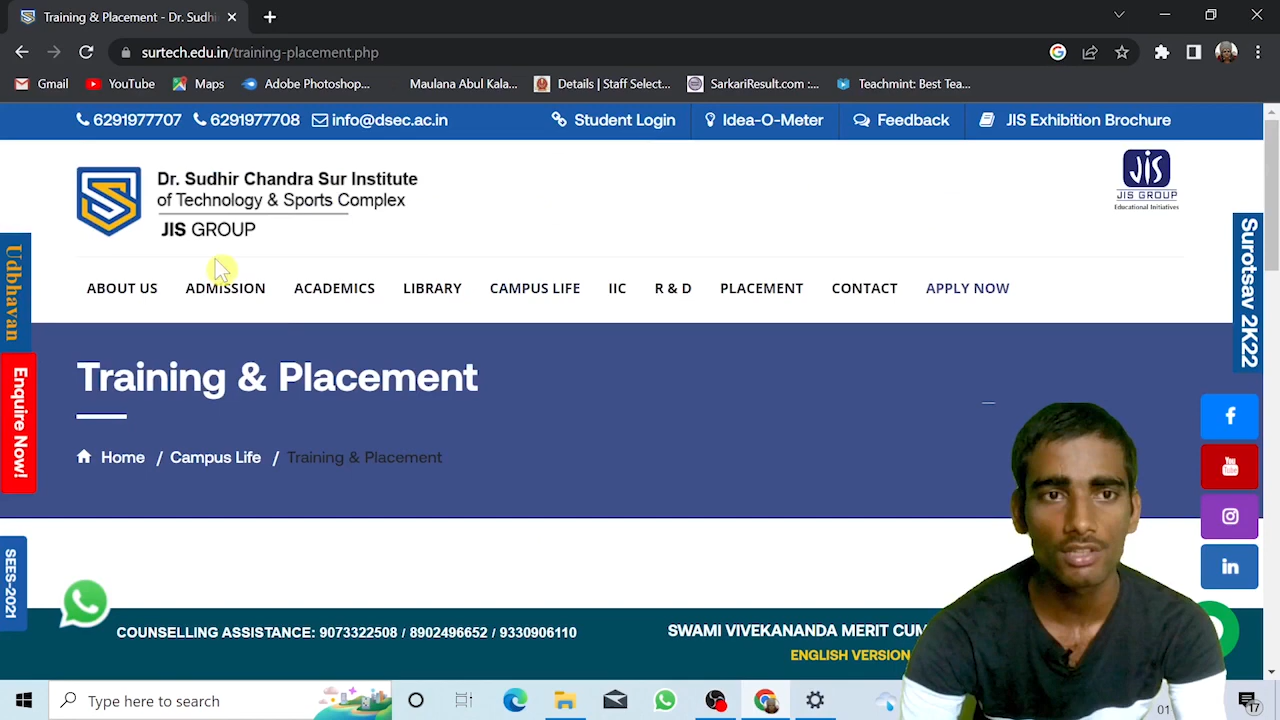 Training & Placement - Dr. Sudhi
surtech.edu.in/training-placement.php
Gmail YouTube Maps Adobe Photoshop... Maulana Abul Kala... Details | Staff Select... SarkariResult.com :... Teachmint: Best Tea...
6291977707 6291977708 info@dsec.ac.in Student Login Idea-O-Meter Feedback JIS Exhibition Brochure
Dr. Sudhir Chandra Sur Institute
of Technology & Sports Complex
JIS GROUP
JIS
JIS GROUP
Educational Initiatives
ABOUT US ADMISSION ACADEMICS LIBRARY CAMPUS LIFE IIC R & D PLACEMENT CONTACT APPLY NOW
Udbhavan
Surotsav 2K22
Training & Placement
Enquire Now!
Home / Campus Life / Training & Placement
SEES-2021
COUNSELLING ASSISTANCE: 9073322508 / 8902496652 / 9330906110
SWAMI VIVEKANANDA MERIT CUM
ENGLISH VERSION
Type here to search
01
17